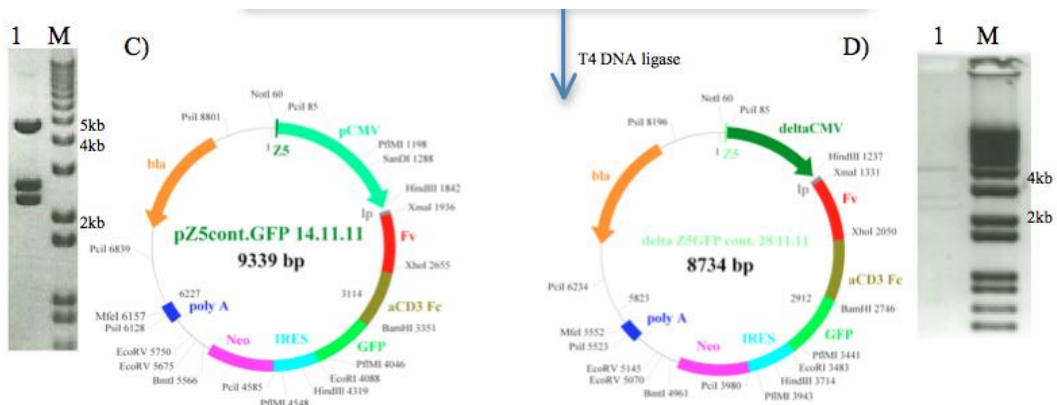 1 M
C)
5kb
4kb
2kb
NotI 60
PciI 85
PsiI 8801
1
Z5
pCMV
PflMI 1198
SanDI 1288
HindIII 1842
XmaI 1936
lp
Fv
XhoI 2655
aCD3 Fc
3114
BamHI 3351
GFP
PflMI 4046
EcoRI 4088
HindIII 4319
IRES
PflMI 4548
PciI 4585
Neo
BmtI 5566
EcoRV 5675
EcoRV 5750
PsiI 6128
MfeI 6157
poly A
6227
PciI 6839
bla
pZ5cont.GFP 14.11.11
9339 bp
T4 DNA ligase
D)
NotI 60
PciI 85
PsiI 8196
1
Z5
deltaCMV
HindIII 1237
XmaI 1331
lp
Fv
XhoI 2050
aCD3 Fc
2912
BamHI 2746
GFP
PflMI 3441
EcoRI 3483
HindIII 3714
IRES
PflMI 3943
PciI 3980
Neo
BmtI 4961
EcoRV 5070
EcoRV 5145
PsiI 5523
MfeI 5552
poly A
5823
PciI 6234
bla
delta Z5GFP cont. 28.11.11
8734 bp
1 M
4kb
2kb